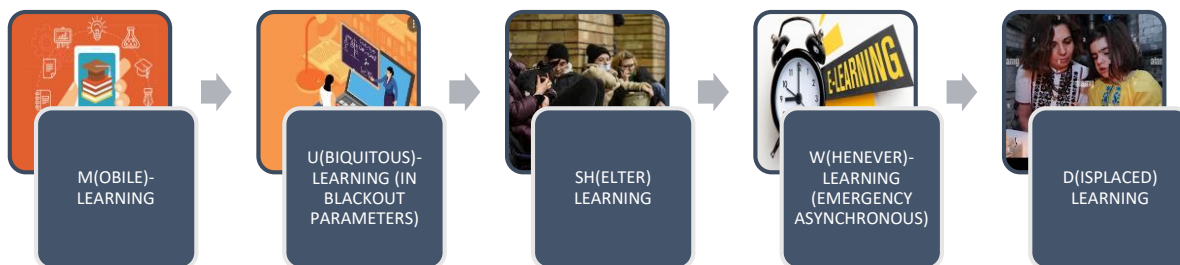 M(OBILE)-
LEARNING
U(BIQUITOUS)-
LEARNING (IN
BLACKOUT
PARAMETERS)
SH(ELTER)
LEARNING
E-LEARNING
W(HENEVER)-
LEARNING
(EMERGENCY
ASYNCHRONOUS)
D(ISPLACED)
LEARNING